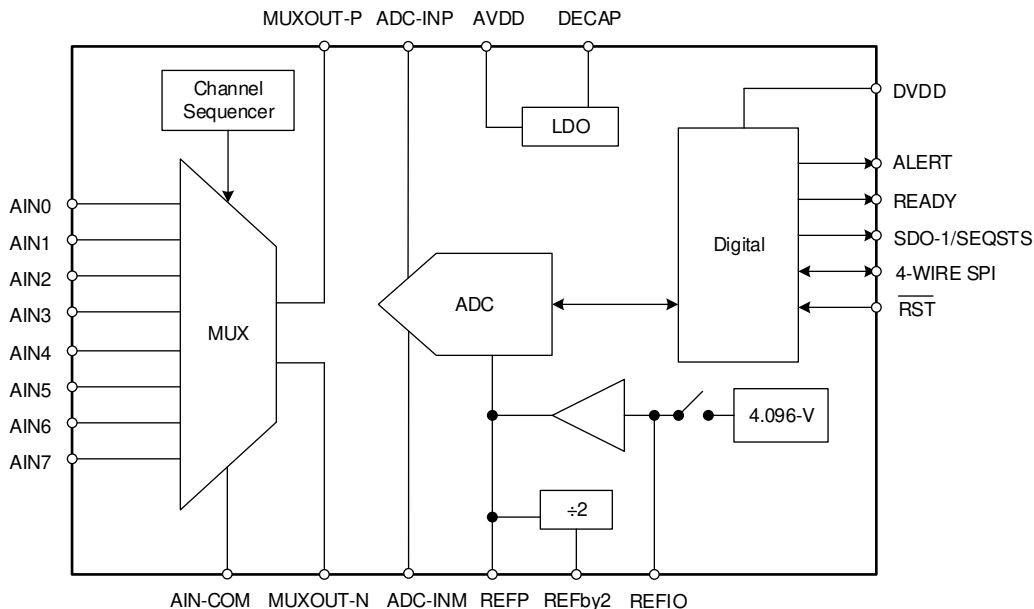 MUXOUT-P ADC-INP AVDD DECAP
Channel
Sequencer
LDO
DVDD
ALERT
READY
SDO-1/SEQSTS
4-WIRE SPI
RST
Digital
AIN0
AIN1
AIN2
AIN3
AIN4
AIN5
AIN6
AIN7
MUX
ADC
4.096-V
÷2
AIN-COM MUXOUT-N ADC-INM REFP REFby2 REFIO